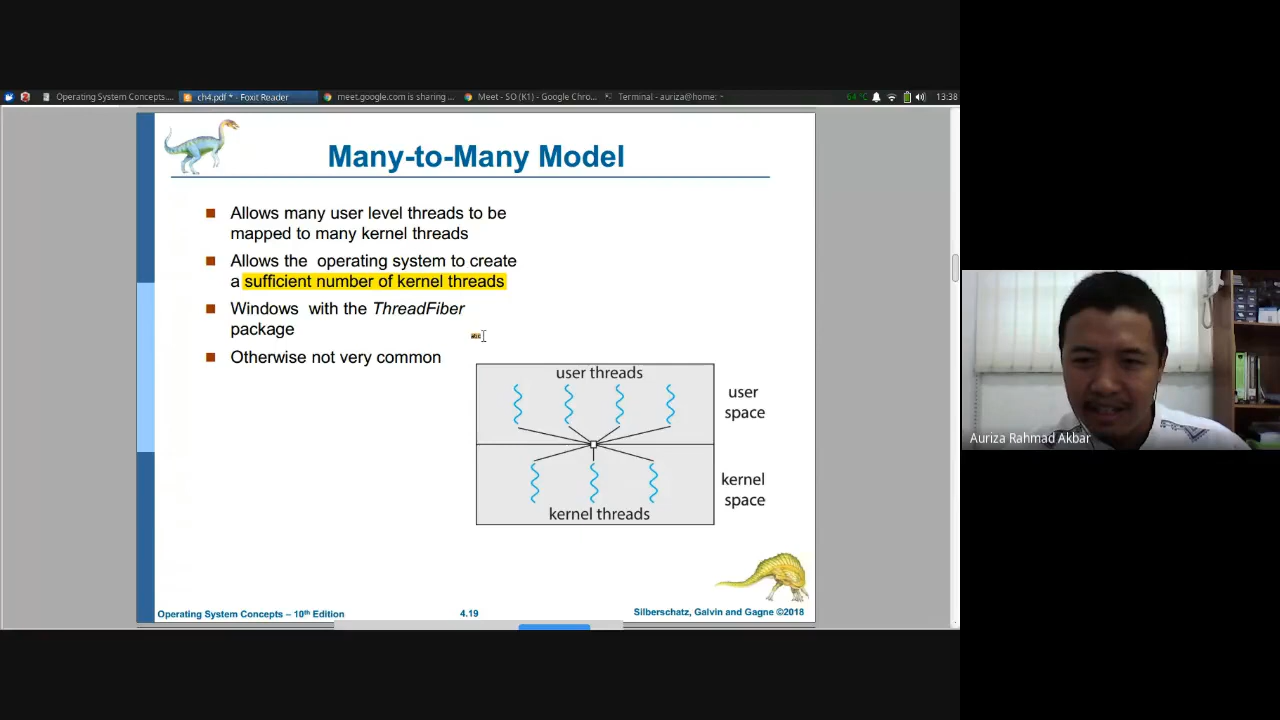 Operating System Concepts....
ch4.pdf * - Foxit Reader
meet.google.com is sharing ...
Meet - SO (K1) - Google Chro...
Terminal - auriza@home: ~
64 °C
13:38
Many-to-Many Model
Allows many user level threads to be
mapped to many kernel threads
Allows the operating system to create
a sufficient number of kernel threads
Windows with the ThreadFiber
package
Otherwise not very common
user threads
user
space
kernel
space
kernel threads
Operating System Concepts – 10th Edition
4.19
Silberschatz, Galvin and Gagne ©2018
Auriza Rahmad Akbar